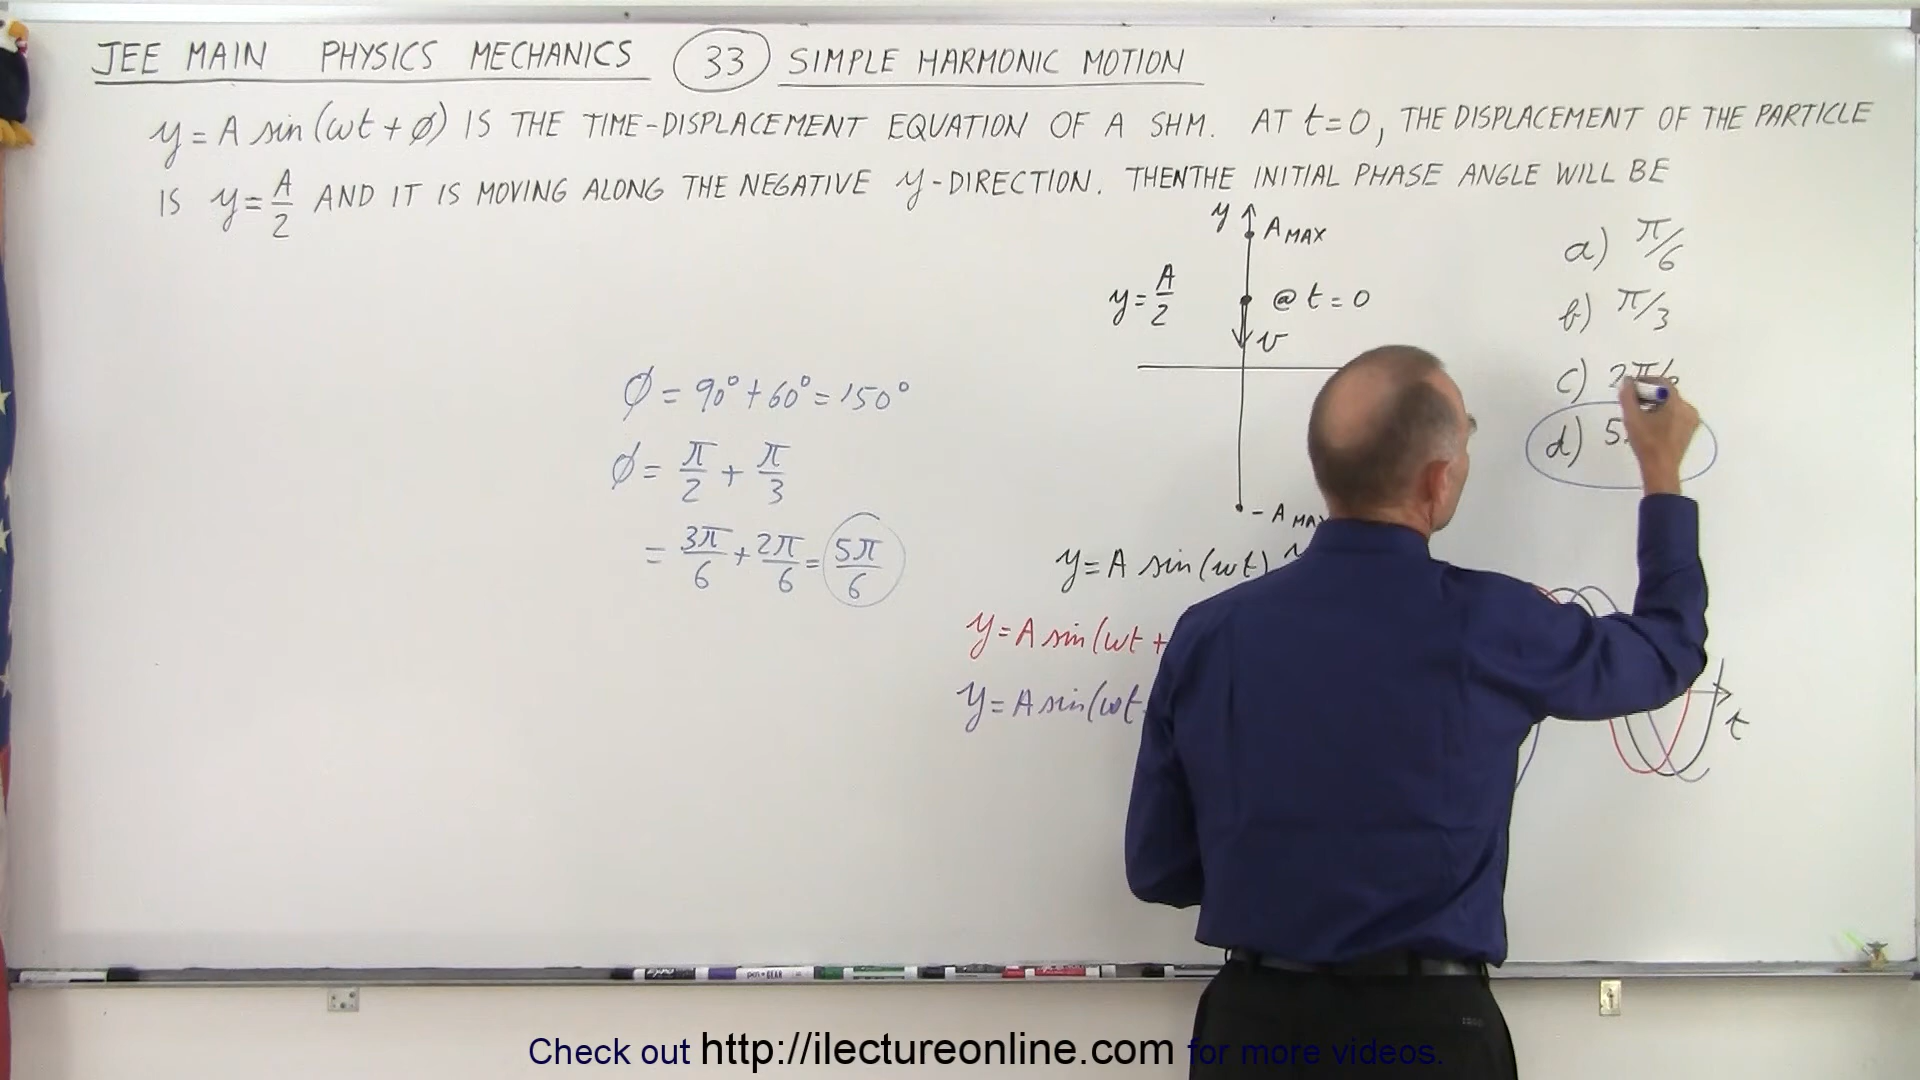 JEE MAIN PHYSICS MECHANICS 33 SIMPLE HARMONIC MOTION
y = A sin(ωt + ∅) IS THE TIME-DISPLACEMENT EQUATION OF A SHM. AT t=0, THE DISPLACEMENT OF THE PARTICLE
IS y = A/2 AND IT IS MOVING ALONG THE NEGATIVE y-DIRECTION. THEN THE INITIAL PHASE ANGLE WILL BE
y
A MAX
y = A/2
@ t = 0
v
- A MAX
a) π/6
b) π/3
c)
d)
∅ = 90° + 60° = 150°
∅ = π/2 + π/3
= 3π/6 + 2π/6 = 5π/6
y = A sin(ωt)
y = A sin(ωt +
y = A sin(ωt
t
Check out http://ilectureonline.com for more videos.